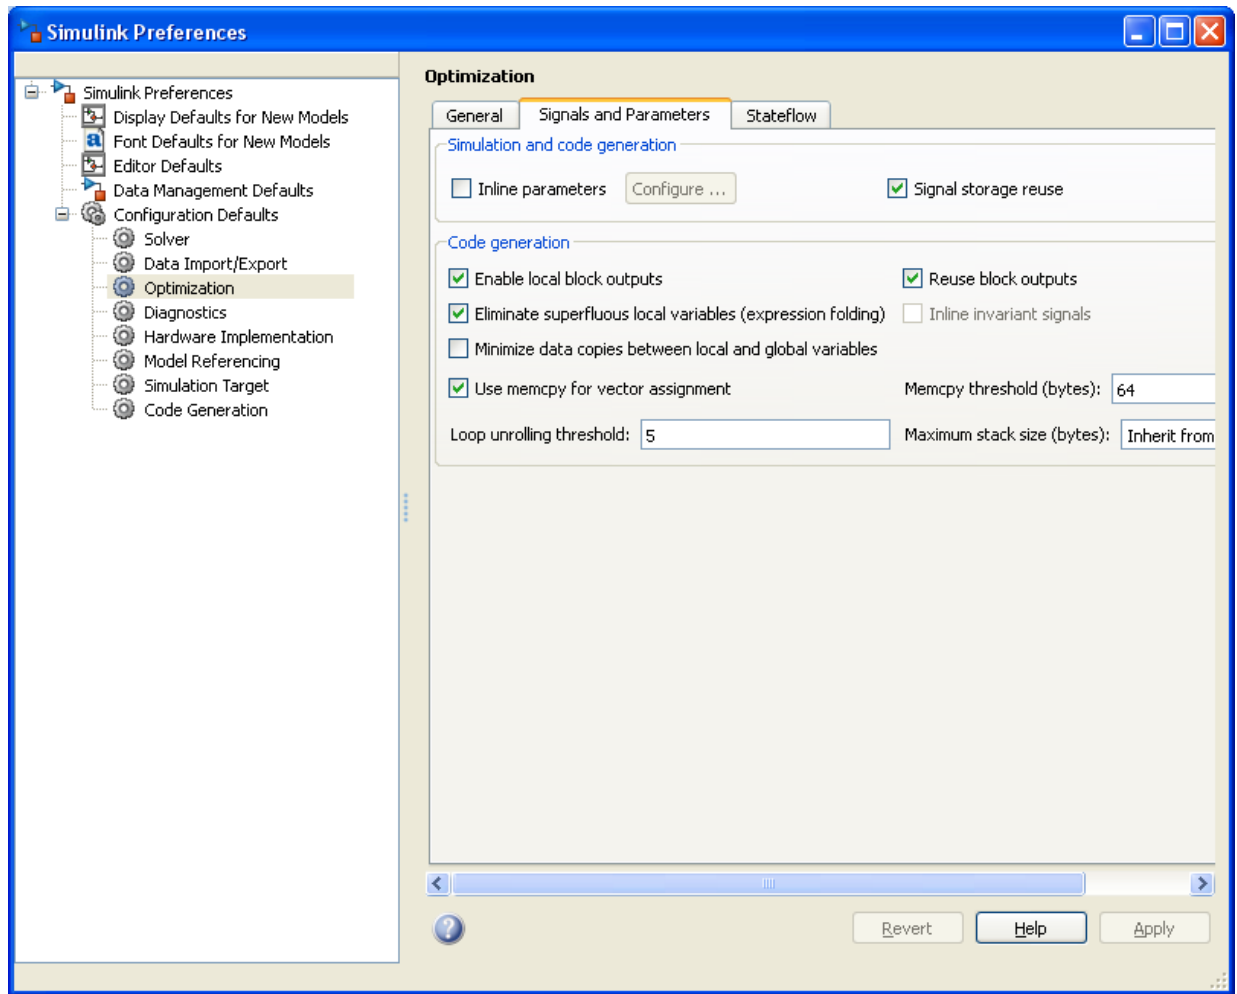 Simulink Preferences
Simulink Preferences
Display Defaults for New Models
Font Defaults for New Models
Editor Defaults
Data Management Defaults
Configuration Defaults
Solver
Data Import/Export
Optimization
Diagnostics
Hardware Implementation
Model Referencing
Simulation Target
Code Generation
Optimization
General Signals and Parameters Stateflow
Simulation and code generation
Inline parameters Configure ... Signal storage reuse
Code generation
Enable local block outputs Reuse block outputs
Eliminate superfluous local variables (expression folding) Inline invariant signals
Minimize data copies between local and global variables
Use memcpy for vector assignment Memcpy threshold (bytes): 64
Loop unrolling threshold: 5 Maximum stack size (bytes): Inherit from
Revert Help Apply